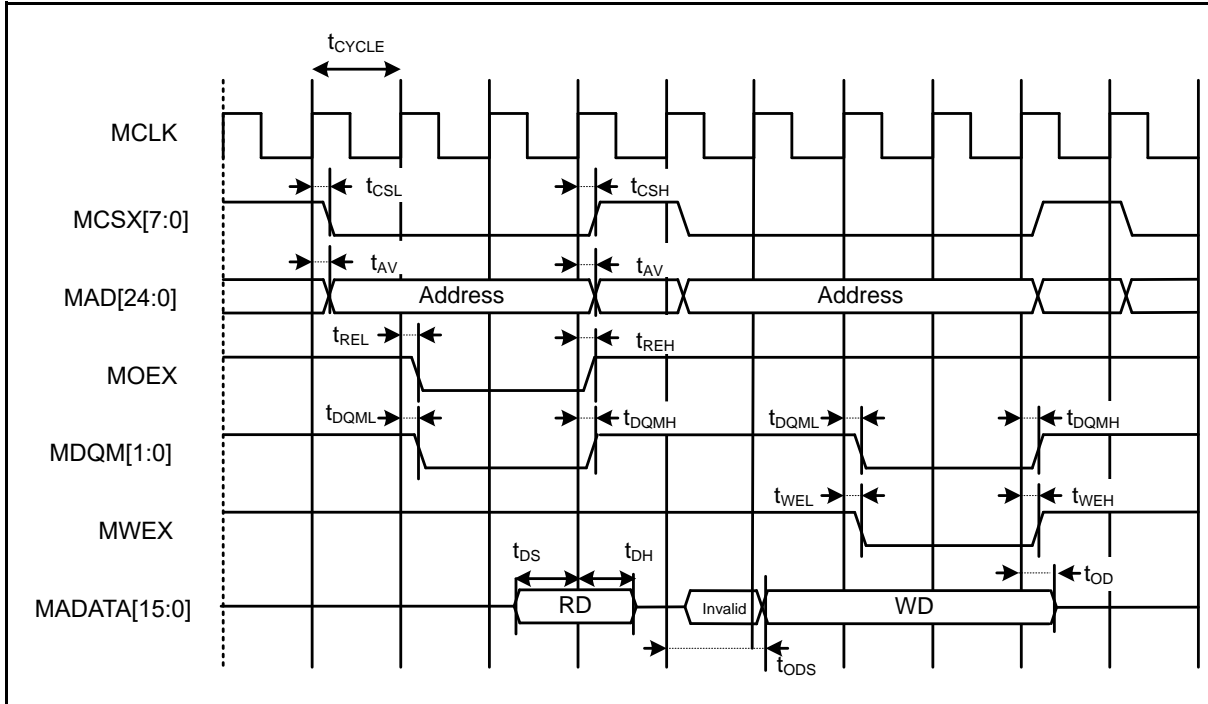 tCYCLE
MCLK
tCSL tCSH
MCSX[7:0]
tAV tAV
MAD[24:0] Address Address
tREL tREH
MOEX
tDQML tDQMH tDQML tDQMH
MDQM[1:0]
tWEL tWEH
MWEX
tDS tDH
tOD
MADATA[15:0] RD Invalid WD
tODS